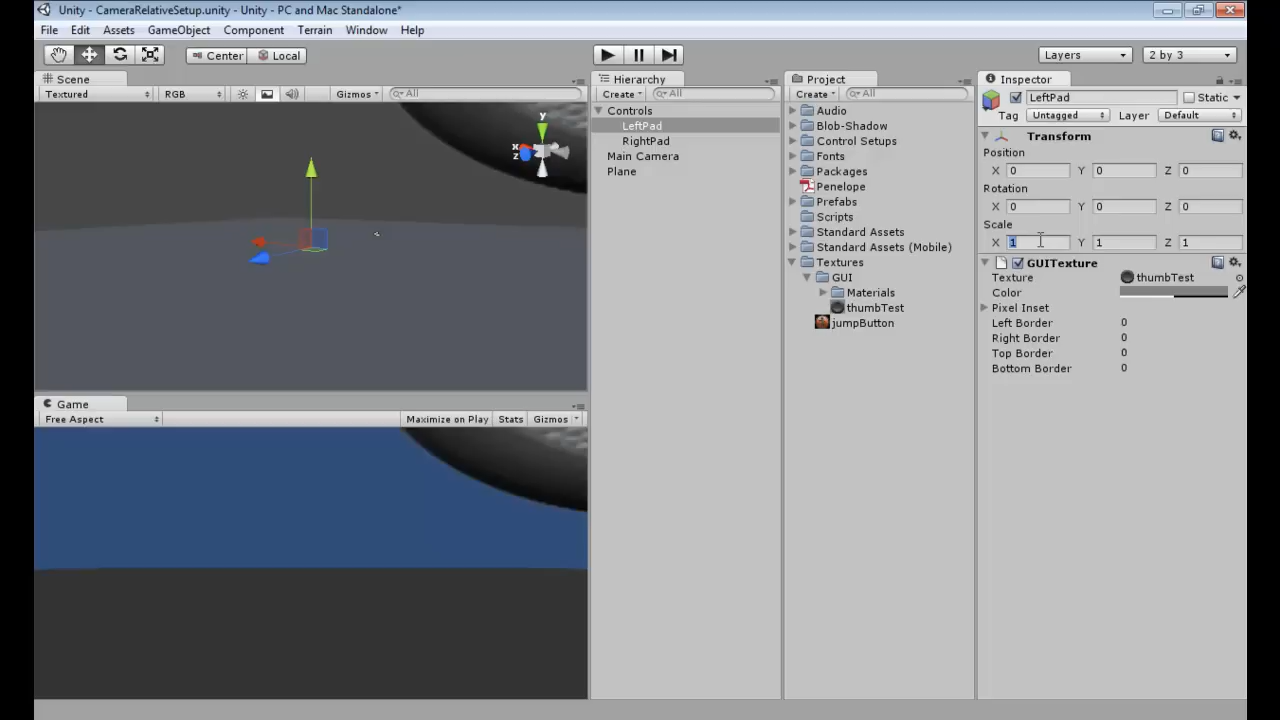 Unity - CameraRelativeSetup.unity - Unity - PC and Mac Standalone*
File Edit Assets GameObject Component Terrain Window Help
Center Local Layers 2 by 3
Scene
Textured RGB Gizmos All
y
x
z
Game
Free Aspect Maximize on Play Stats Gizmos
Hierarchy
Create All
Controls
LeftPad
RightPad
Main Camera
Plane
Project
Create All
Audio
Blob-Shadow
Control Setups
Fonts
Packages
Penelope
Prefabs
Scripts
Standard Assets
Standard Assets (Mobile)
Textures
GUI
Materials
thumbTest
jumpButton
Inspector
LeftPad Static
Tag Untagged Layer Default
Transform
Position
X 0 Y 0 Z 0
Rotation
X 0 Y 0 Z 0
Scale
X 1 Y 1 Z 1
GUITexture
Texture thumbTest
Color
Pixel Inset
Left Border 0
Right Border 0
Top Border 0
Bottom Border 0